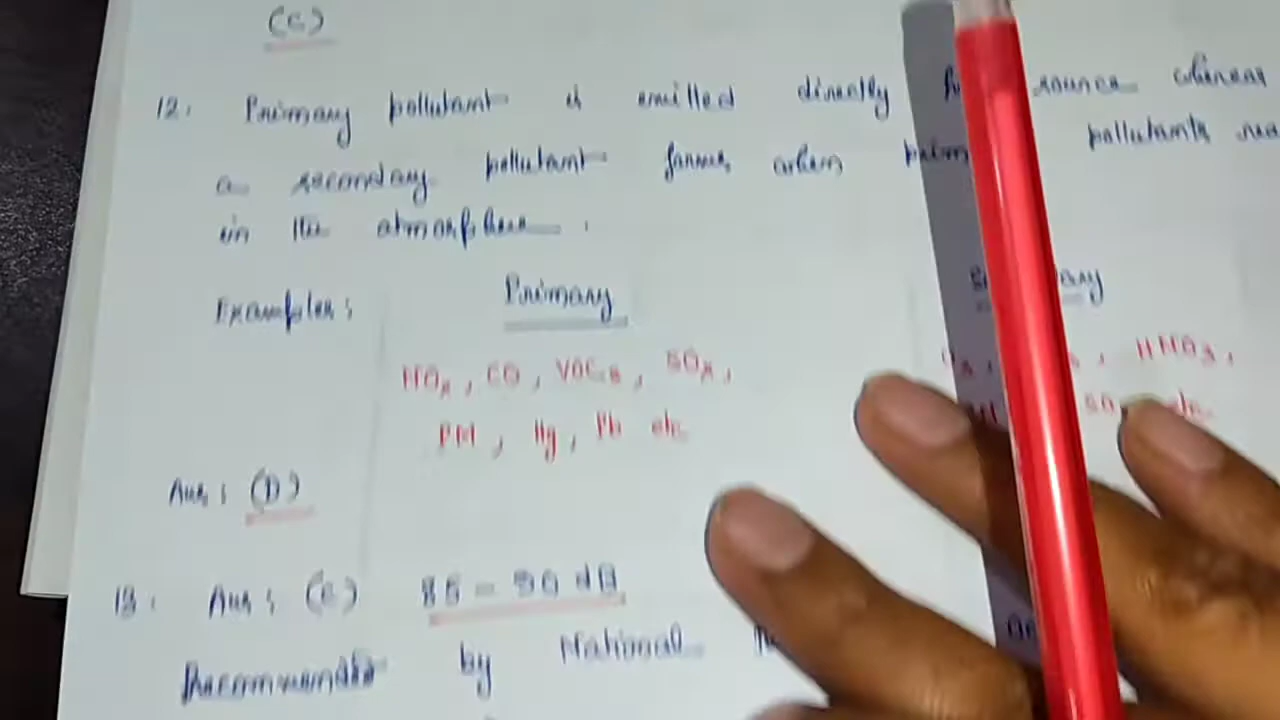 (C)
12. Primary pollutant is emitted directly source whereas
a secondary pollutant forms when pollutants
in the atmosphere.
Examples: Primary
NOx, CO, VOCs, SOx, HNO3,
PM, Hg, Pb etc etc.
Ans: (D)
13. Ans: (C) 85 - 90 dB
Recommended by National